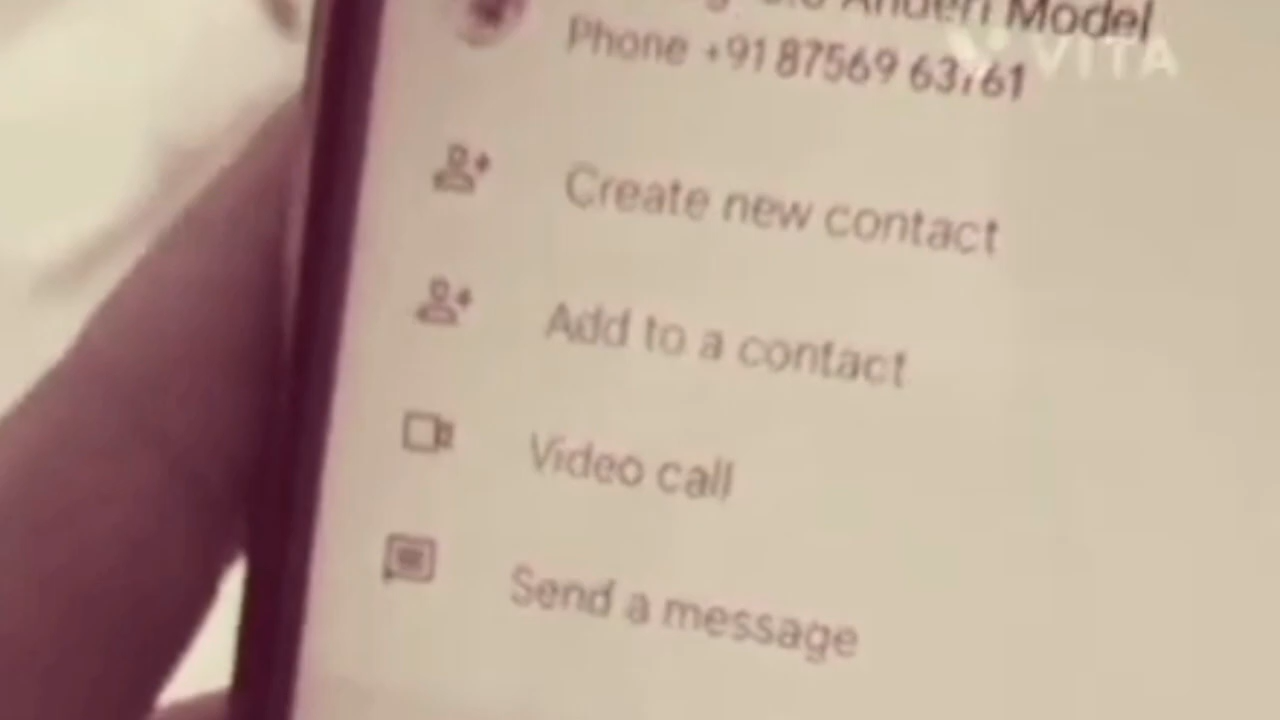 Anderi Model
VITA
Phone +91 87569 63761
Create new contact
Add to a contact
Video call
Send a message